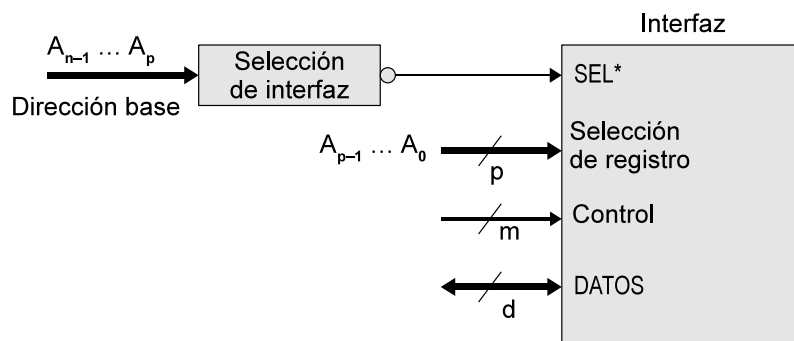 Interfaz
Aₙ₋₁ ... Aₚ
Selección
de interfaz
SEL*
Dirección base
Aₚ₋₁ ... A₀
p
Selección
de registro
m
Control
d
DATOS